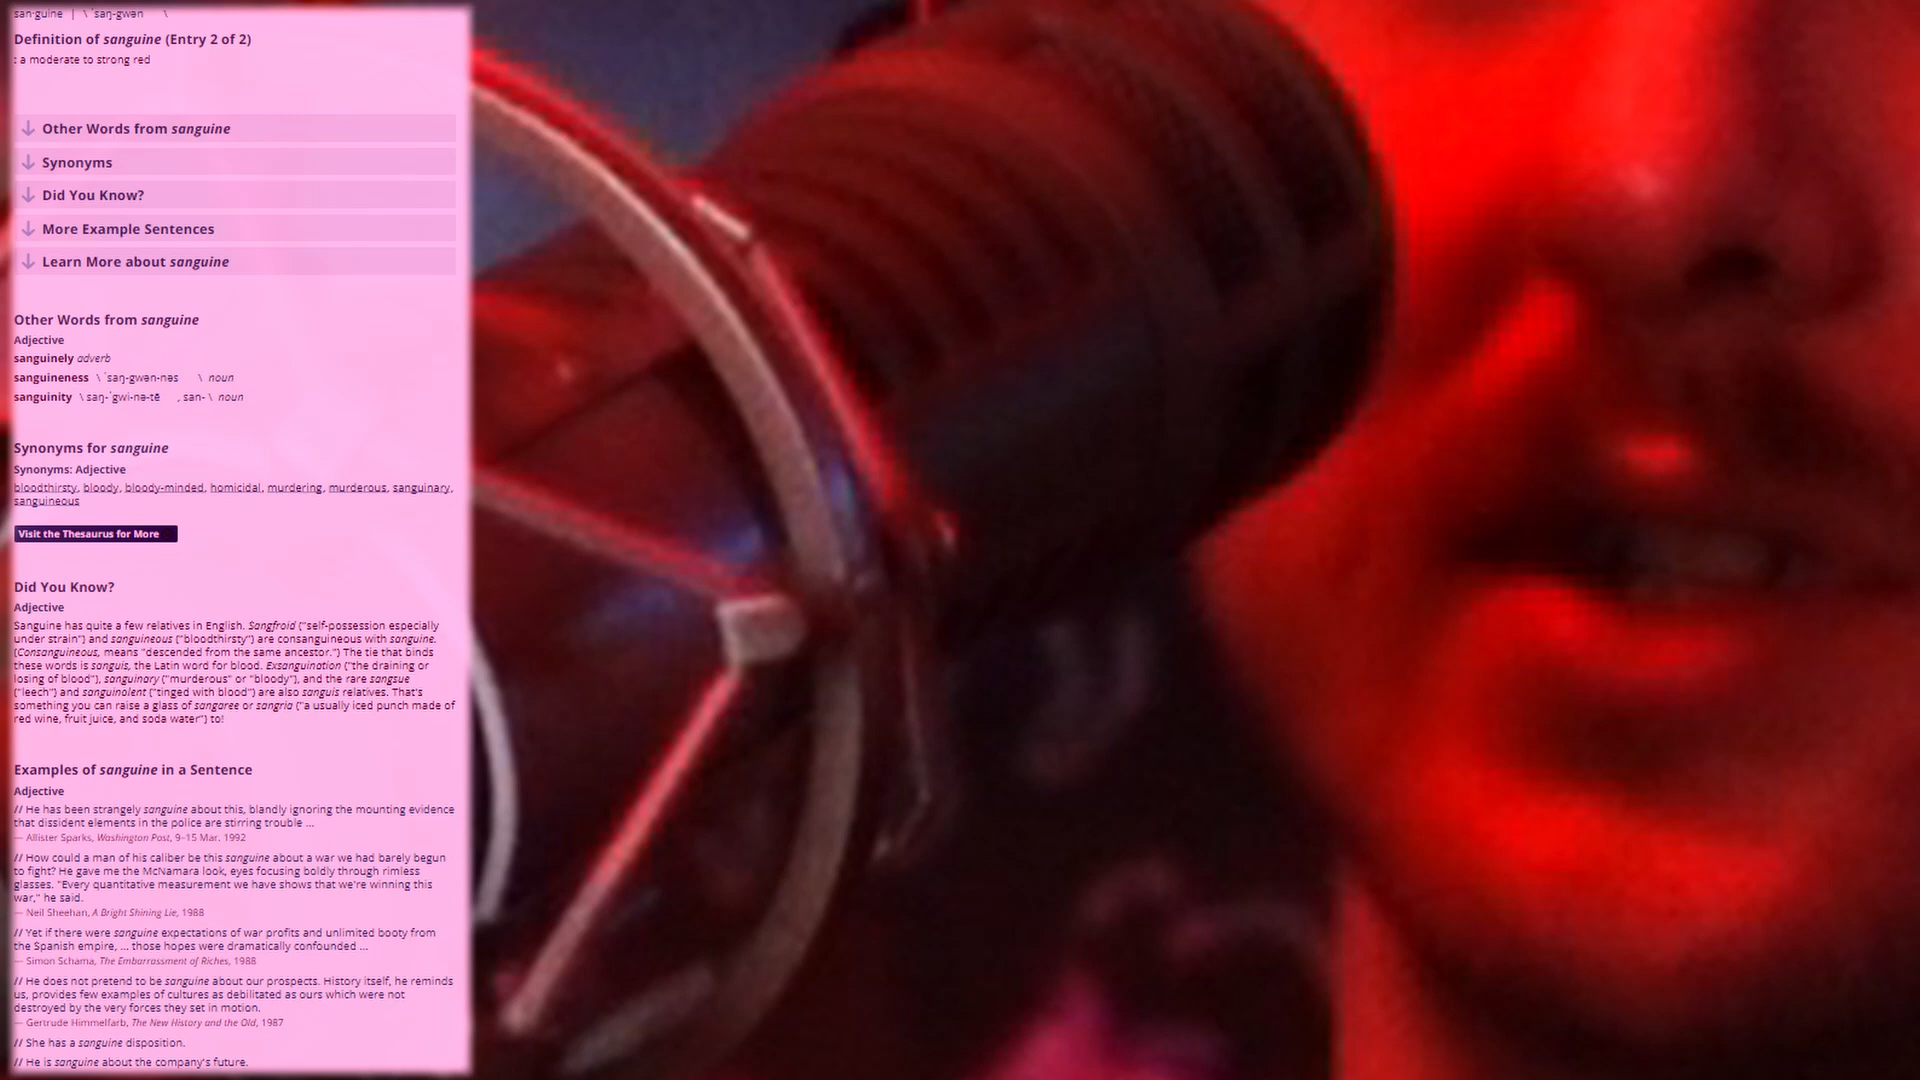 san·guine | \ ˈsaŋ-gwən \
Definition of sanguine (Entry 2 of 2)
: a moderate to strong red
Other Words from sanguine
Synonyms
Did You Know?
More Example Sentences
Learn More about sanguine
Other Words from sanguine
Adjective
sanguinely adverb
sanguineness \ ˈsaŋ-gwən-nəs \ noun
sanguinity \ saŋ-ˈgwi-nə-tē , san- \ noun
Synonyms for sanguine
Synonyms: Adjective
bloodthirsty, bloody, bloody-minded, homicidal, murdering, murderous, sanguinary,
sanguineous
Visit the Thesaurus for More
Did You Know?
Adjective
Sanguine has quite a few relatives in English. Sangfroid ("self-possession especially
under strain") and sanguineous ("bloodthirsty") are consanguineous with sanguine.
(Consanguineous, means "descended from the same ancestor.") The tie that binds
these words is sanguis, the Latin word for blood. Exsanguination ("the draining or
losing of blood"), sanguinary ("murderous" or "bloody"), and the rare sangsue
("leech") and sanguinolent ("tinged with blood") are also sanguis relatives. That's
something you can raise a glass of sangaree or sangria ("a usually iced punch made of
red wine, fruit juice, and soda water") to!
Examples of sanguine in a Sentence
Adjective
// He has been strangely sanguine about this, blandly ignoring the mounting evidence
that dissident elements in the police are stirring trouble ...
— Allister Sparks, Washington Post, 9-15 Mar. 1992
// How could a man of his caliber be this sanguine about a war we had barely begun
to fight? He gave me the McNamara look, eyes focusing boldly through rimless
glasses. "Every quantitative measurement we have shows that we're winning this
war," he said.
— Neil Sheehan, A Bright Shining Lie, 1988
// Yet if there were sanguine expectations of war profits and unlimited booty from
the Spanish empire, ... those hopes were dramatically confounded ...
— Simon Schama, The Embarrassment of Riches, 1988
// He does not pretend to be sanguine about our prospects. History itself, he reminds
us, provides few examples of cultures as debilitated as ours which were not
destroyed by the very forces they set in motion.
— Gertrude Himmelfarb, The New History and the Old, 1987
// She has a sanguine disposition.
// He is sanguine about the company's future.